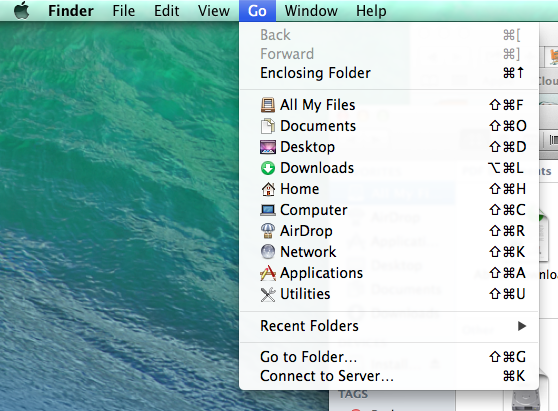 Finder File Edit View Go Window Help
Back ⌘[
Forward ⌘]
Enclosing Folder ⌘↑
All My Files ⇧⌘F
Documents ⇧⌘O
Desktop ⇧⌘D
Downloads ⌥⌘L
Home ⇧⌘H
Computer ⇧⌘C
AirDrop ⇧⌘R
Network ⇧⌘K
Applications ⇧⌘A
Utilities ⇧⌘U
Recent Folders ▶
Go to Folder... ⇧⌘G
Connect to Server... ⌘K
TAGS